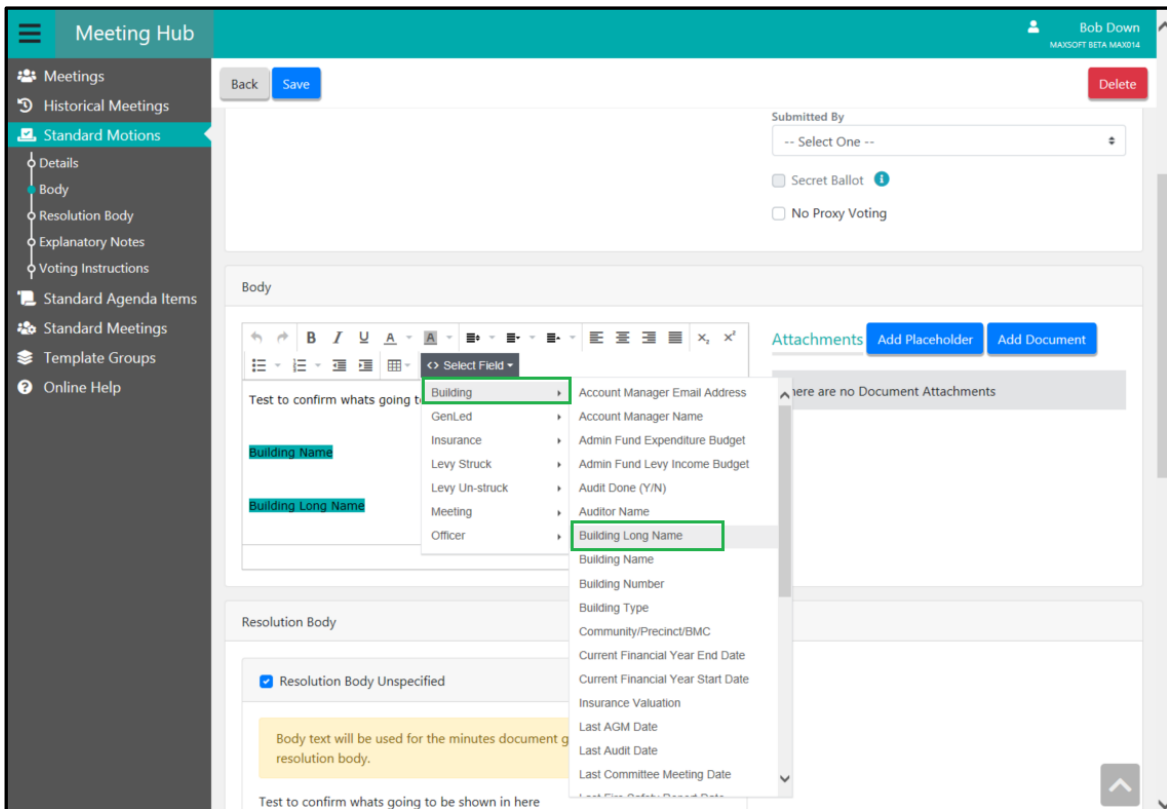 Meeting Hub
Bob Down
MAXSOFT BETA MAX014
Meetings
Historical Meetings
Standard Motions
Details
Body
Resolution Body
Explanatory Notes
Voting Instructions
Standard Agenda Items
Standard Meetings
Template Groups
Online Help
Back
Save
Delete
Submitted By
-- Select One --
Secret Ballot
No Proxy Voting
Body
B I U A A x₂ x²
<> Select Field
Test to confirm whats going t
Building Name
Building Long Name
Building
GenLed
Insurance
Levy Struck
Levy Un-struck
Meeting
Officer
Account Manager Email Address
Account Manager Name
Admin Fund Expenditure Budget
Admin Fund Levy Income Budget
Audit Done (Y/N)
Auditor Name
Building Long Name
Building Name
Building Number
Building Type
Community/Precinct/BMC
Current Financial Year End Date
Current Financial Year Start Date
Insurance Valuation
Last AGM Date
Last Audit Date
Last Committee Meeting Date
Last Fire Safety Report Date
Attachments
Add Placeholder
Add Document
here are no Document Attachments
Resolution Body
Resolution Body Unspecified
Body text will be used for the minutes document g
resolution body.
Test to confirm whats going to be shown in here